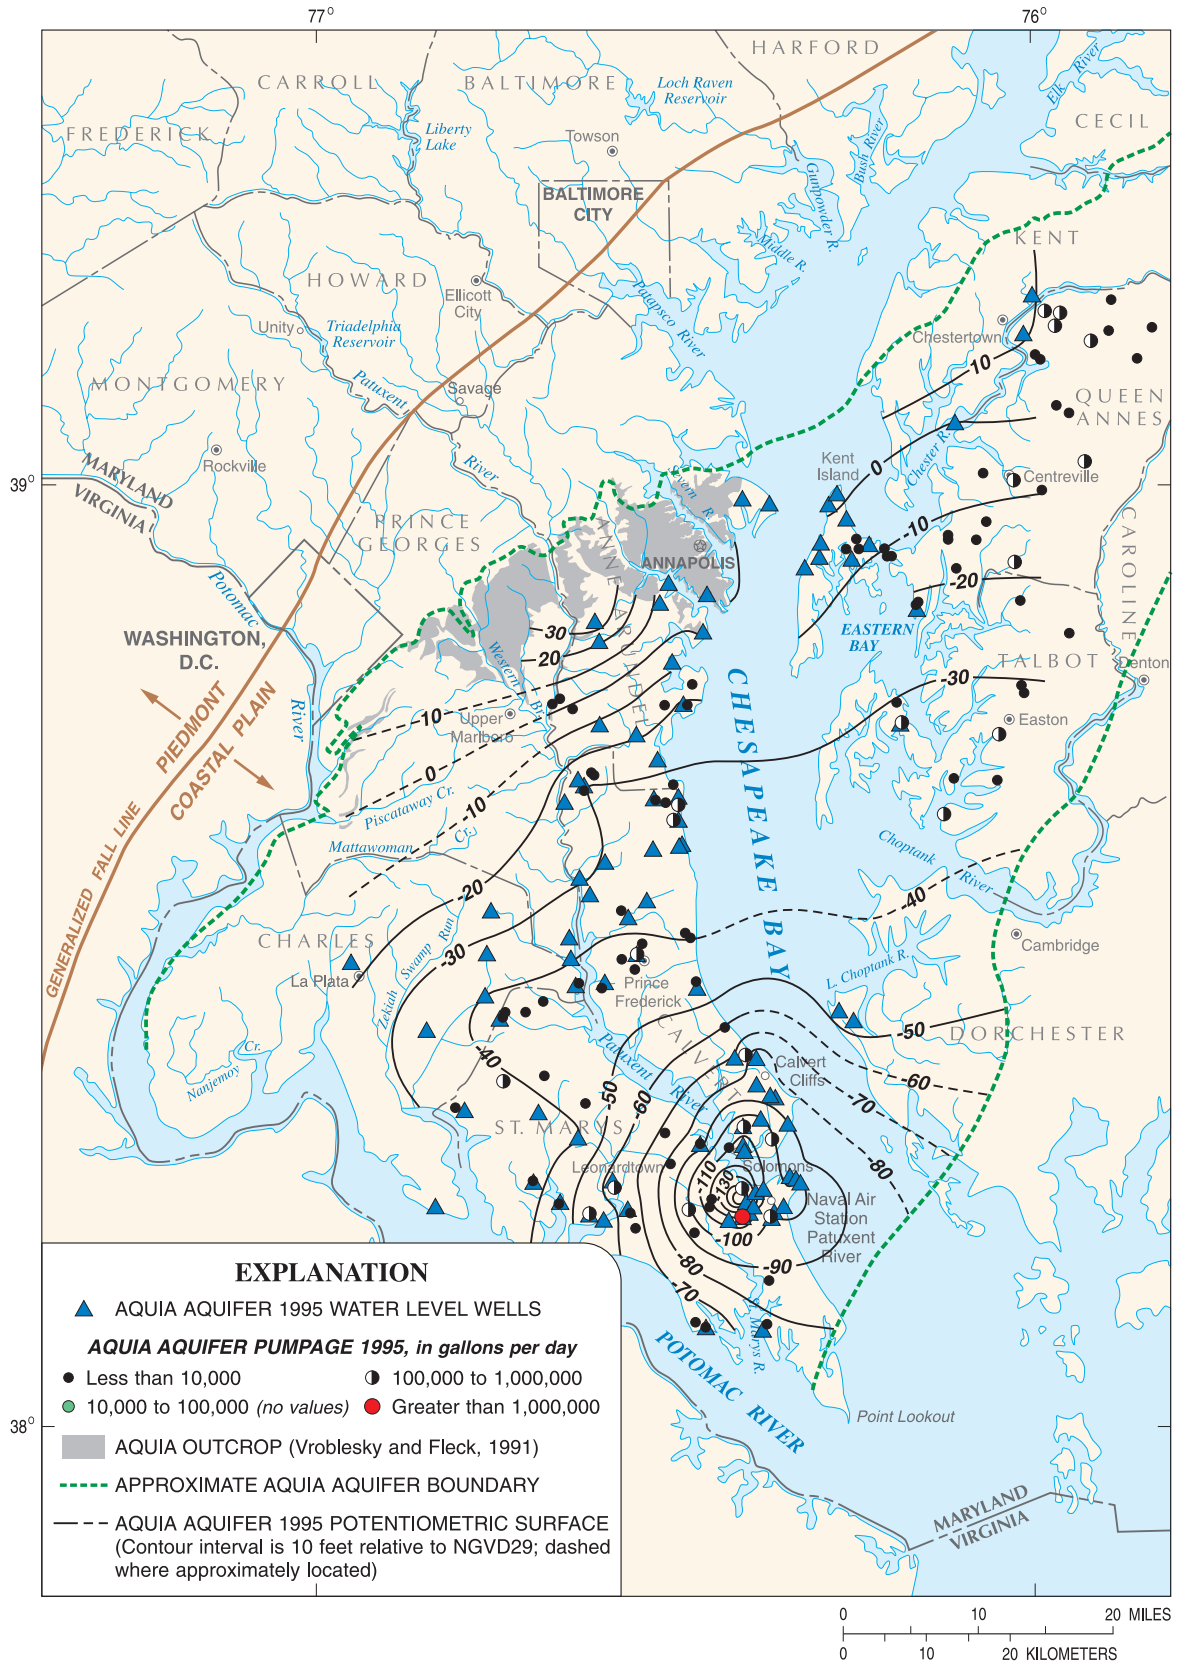 77°
76°
HARFORD
CARROLL
BALTIMORE
Loch Raven
Reservoir
Elk River
CECIL
FREDERICK
Liberty
Lake
Towson
Bush River
Gunpowder R.
BALTIMORE
CITY
Middle R.
KENT
HOWARD
Ellicott
City
Patapsco River
Unity
Triadelphia
Reservoir
Chestertown
10
MONTGOMERY
Patuxent
Savage
QUEEN
ANNES
Rockville
River
Kent
Island
0
Chester R.
Centreville
39°
MARYLAND
VIRGINIA
PRINCE
GEORGES
Severn R.
-10
CAROLINE
ANNE ARUNDEL
ANNAPOLIS
Potomac
-20
WASHINGTON,
D.C.
30
20
EASTERN
BAY
TALBOT
Denton
Western Br.
River
-30
PIEDMONT
COASTAL PLAIN
10
Upper
Marlboro
Easton
CHESAPEAKE BAY
0
-10
Piscataway Cr.
Mattawoman Cr.
Choptank River
GENERALIZED FALL LINE
-20
-40
CHARLES
Zekiah Swamp Run
-30
Cambridge
La Plata
Prince
Frederick
L. Choptank R.
CALVERT
-50
DORCHESTER
Nanjemoy Cr.
-40
Patuxent River
Calvert
Cliffs
-60
-50
-60
-70
ST. MARYS
Leonardtown
-110
-130
Solomons
-80
Naval Air
Station
Patuxent
River
-100
-90
-80
-70
St. Marys R.
POTOMAC RIVER
Point Lookout
38°
MARYLAND
VIRGINIA
EXPLANATION
AQUIA AQUIFER 1995 WATER LEVEL WELLS
AQUIA AQUIFER PUMPAGE 1995, in gallons per day
Less than 10,000
100,000 to 1,000,000
10,000 to 100,000 (no values)
Greater than 1,000,000
AQUIA OUTCROP (Vroblesky and Fleck, 1991)
APPROXIMATE AQUIA AQUIFER BOUNDARY
AQUIA AQUIFER 1995 POTENTIOMETRIC SURFACE
(Contour interval is 10 feet relative to NGVD29; dashed
where approximately located)
0 10 20 MILES
0 10 20 KILOMETERS